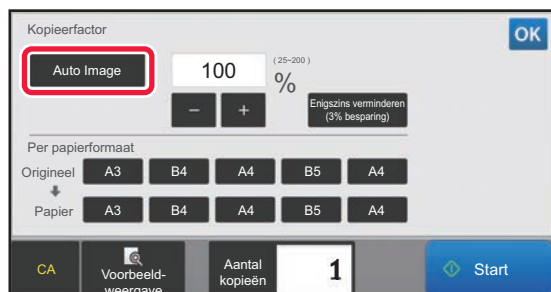 Kopieerfactor
OK
Auto Image
100
(25~200)
%
−
+
Enigszins verminderen
(3% besparing)
Per papierformaat
Origineel A3 B4 A4 B5 A4
Papier A3 B4 A4 B5 A4
CA
Voorbeeld-
weergave
Aantal
kopieën
1
Start